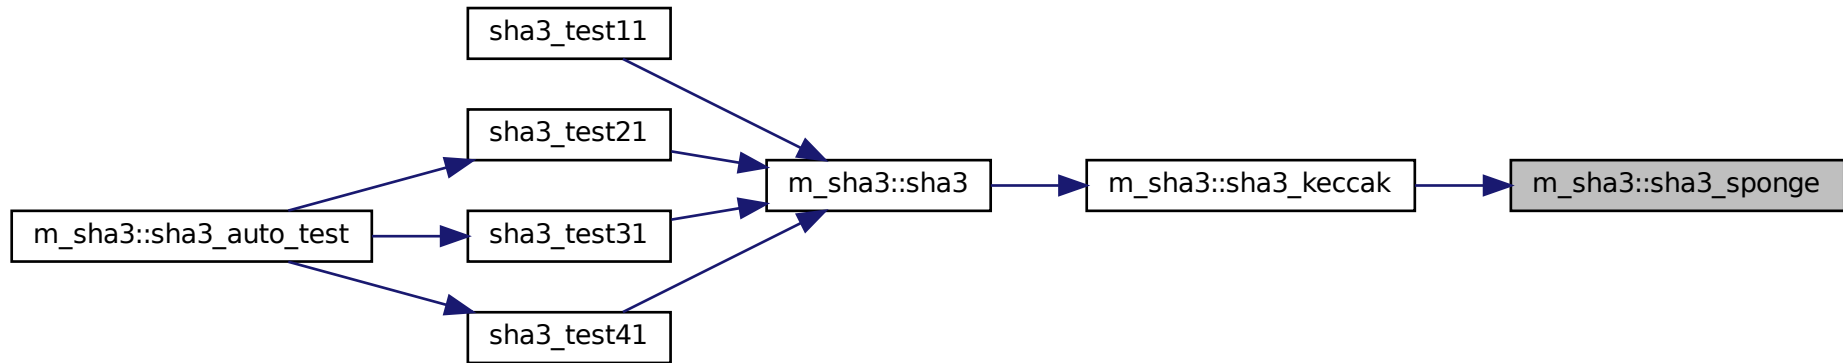 sha3_test11
sha3_test21
m_sha3::sha3
m_sha3::sha3_keccak
m_sha3::sha3_sponge
m_sha3::sha3_auto_test
sha3_test31
sha3_test41